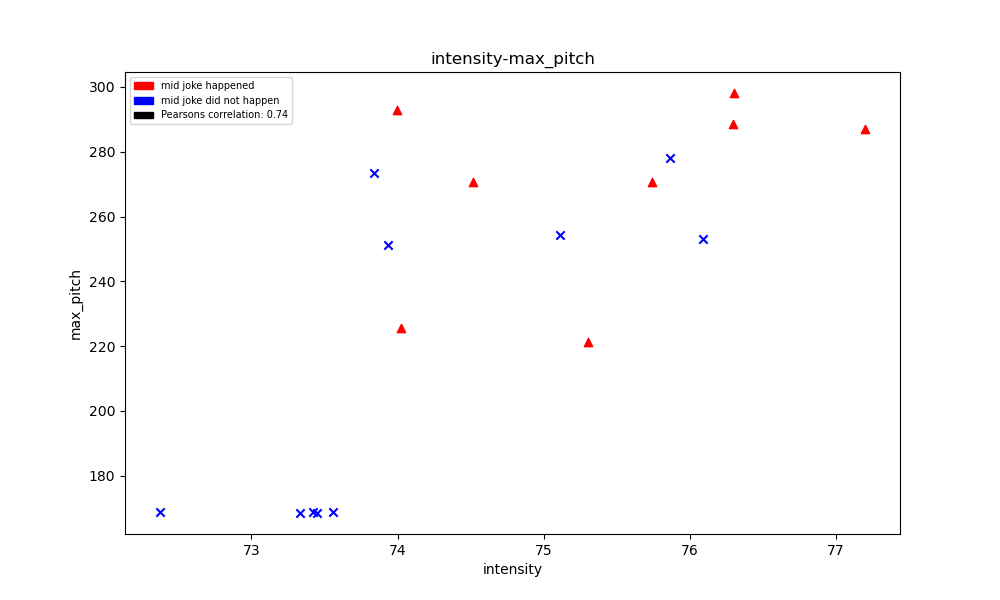 intensity-max_pitch
mid joke happened
mid joke did not happen
Pearsons correlation: 0.74
max_pitch
300
280
260
240
220
200
180
73
74
75
76
77
intensity